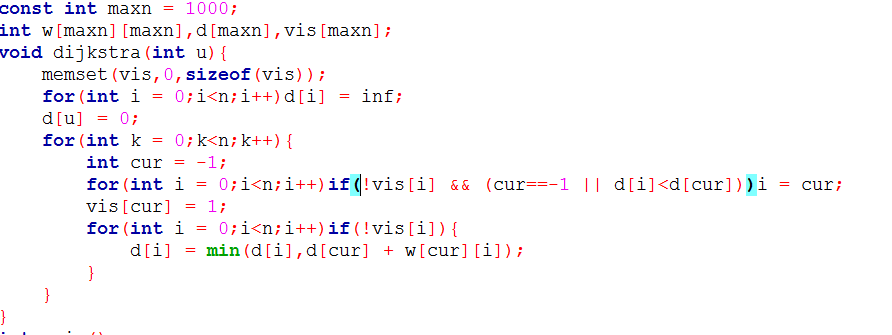 const int maxn = 1000;
int w[maxn][maxn],d[maxn],vis[maxn];
void dijkstra(int u){
    memset(vis,0,sizeof(vis));
    for(int i = 0;i<n;i++)d[i] = inf;
    d[u] = 0;
    for(int k = 0;k<n;k++){
        int cur = -1;
        for(int i = 0;i<n;i++)if(!vis[i] && (cur==-1 || d[i]<d[cur]))i = cur;
        vis[cur] = 1;
        for(int i = 0;i<n;i++)if(!vis[i]){
            d[i] = min(d[i],d[cur] + w[cur][i]);
        }
    }
}